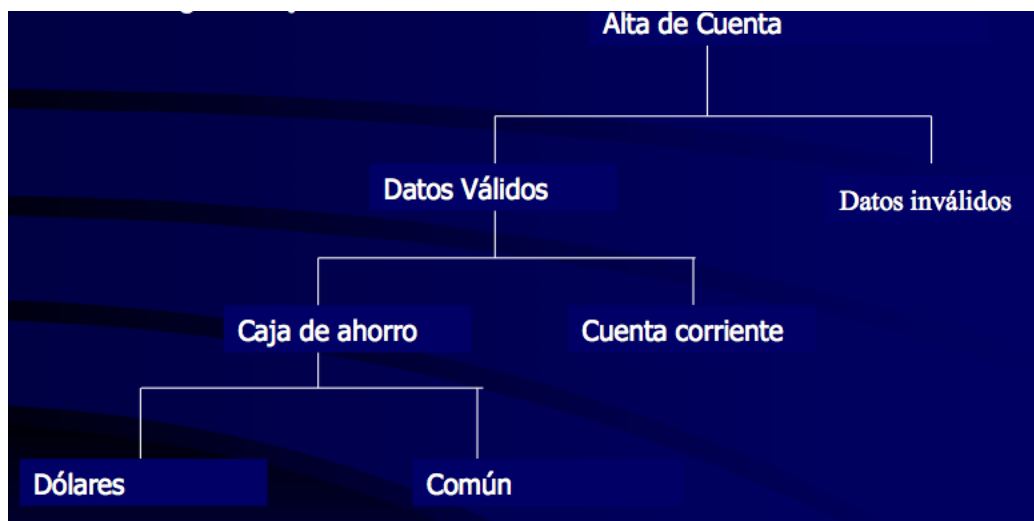 Alta de Cuenta
Datos Válidos
Datos inválidos
Caja de ahorro
Cuenta corriente
Dólares
Común